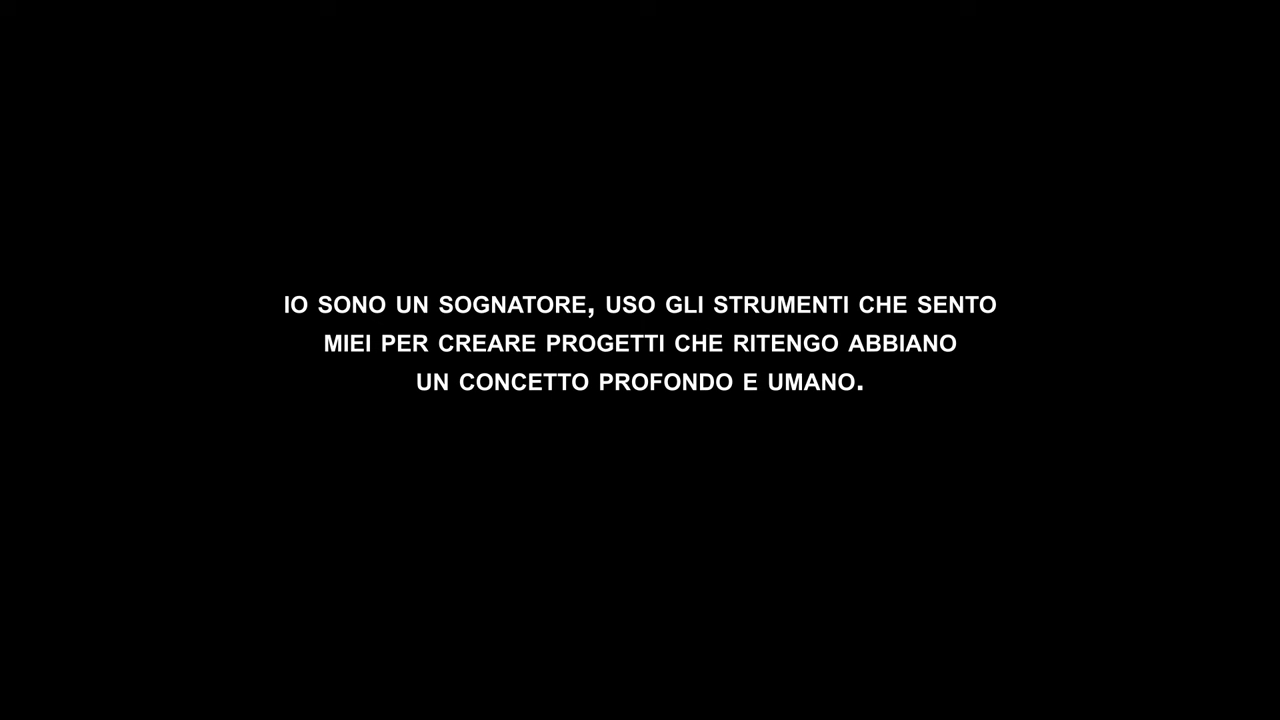 IO SONO UN SOGNATORE, USO GLI STRUMENTI CHE SENTO
MIEI PER CREARE PROGETTI CHE RITENGO ABBIANO
UN CONCETTO PROFONDO E UMANO.